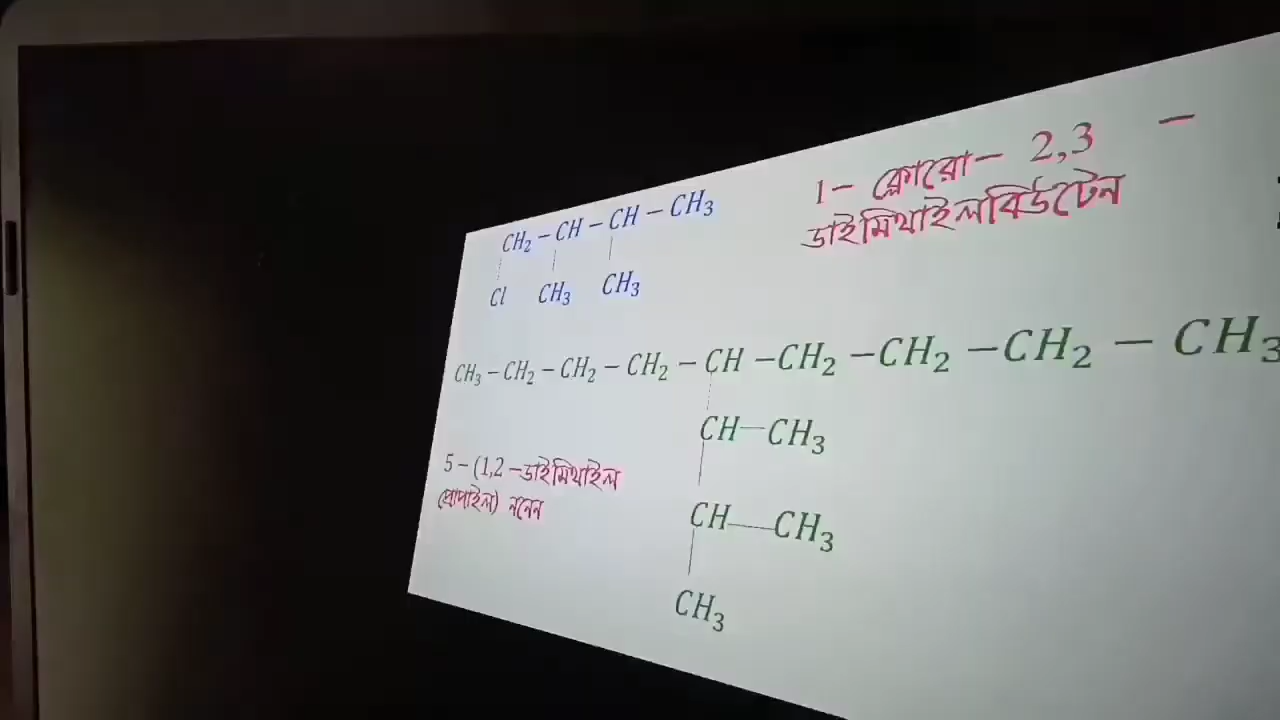 1- ক্লোরো- 2,3 -
ডাইমিথাইলবিউটেন
CH₂ – CH – CH – CH₃
Cl CH₃ CH₃
CH₃ – CH₂ – CH₂ – CH₂ – CH – CH₂ – CH₂ – CH₂ – CH₃
CH – CH₃
5 – (1,2 –ডাইমিথাইল
প্রোপাইল) ননেন
CH – CH₃
CH₃